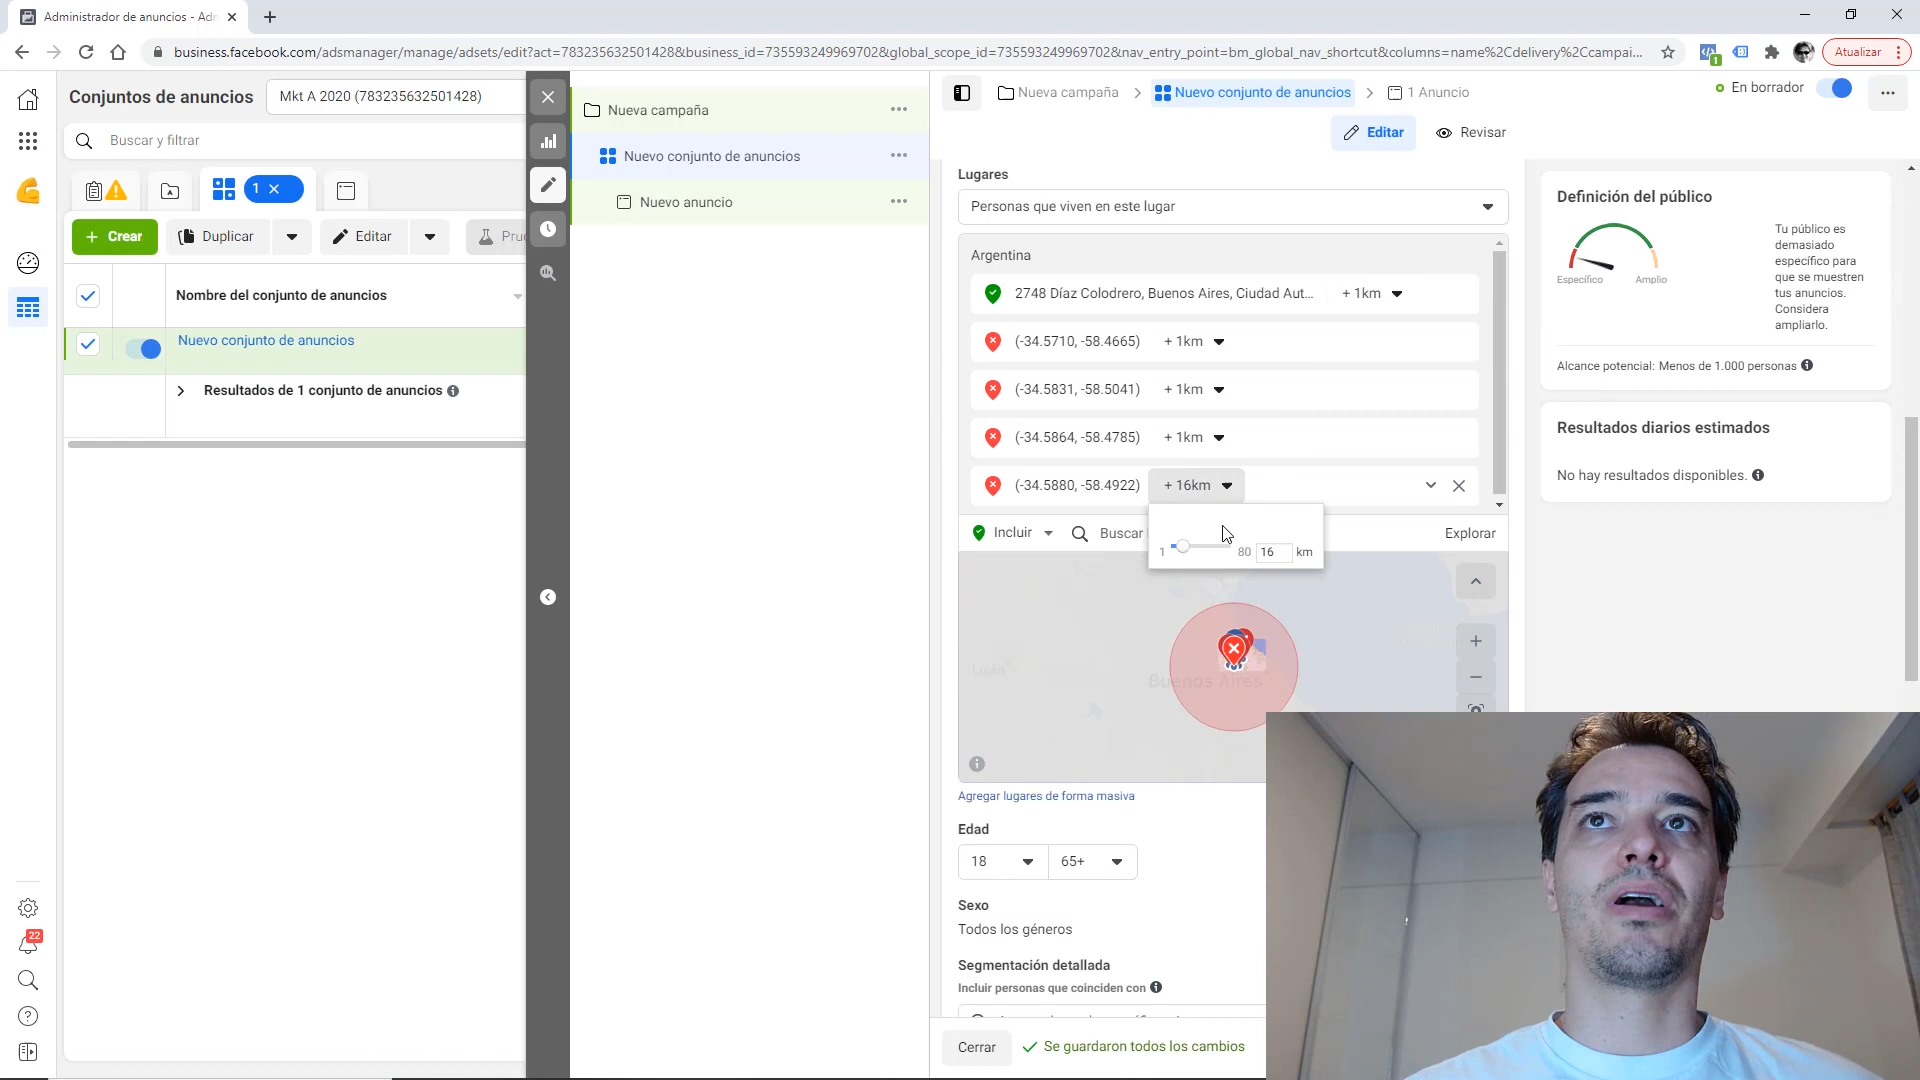 Administrador de anuncios - Adm
business.facebook.com/adsmanager/manage/adsets/edit?act=783235632501428&business_id=735593249969702&global_scope_id=735593249969702&nav_entry_point=bm_global_nav_shortcut&columns=name%2Cdelivery%2Ccampai...
1
Atualizar
Conjuntos de anuncios
Mkt A 2020 (783235632501428)
Buscar y filtrar
1
Crear
Duplicar
Editar
Pru
Nombre del conjunto de anuncios
Nuevo conjunto de anuncios
Resultados de 1 conjunto de anuncios
22
Nueva campaña
Nuevo conjunto de anuncios
Nuevo anuncio
Nueva campaña
Nuevo conjunto de anuncios
1 Anuncio
En borrador
Editar
Revisar
Lugares
Personas que viven en este lugar
Argentina
2748 Díaz Colodrero, Buenos Aires, Ciudad Aut... + 1km
(-34.5710, -58.4665) + 1km
(-34.5831, -58.5041) + 1km
(-34.5864, -58.4785) + 1km
(-34.5880, -58.4922) + 16km
Incluir
Buscar
Explorar
1 80 16 km
Luján
Buenos Aires
Agregar lugares de forma masiva
Edad
18 65+
Sexo
Todos los géneros
Segmentación detallada
Incluir personas que coinciden con
Cerrar
Se guardaron todos los cambios
Definición del público
Específico
Amplio
Tu público es
demasiado
específico para
que se muestren
tus anuncios.
Considera
ampliarlo.
Alcance potencial: Menos de 1.000 personas
Resultados diarios estimados
No hay resultados disponibles.